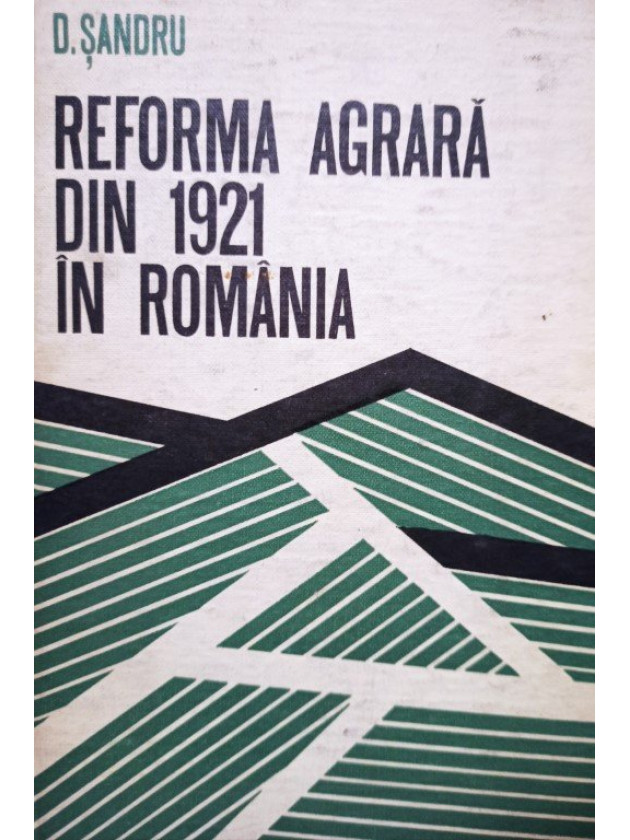 D. ȘANDRU
REFORMA AGRARĂ
DIN 1921
ÎN ROMÂNIA